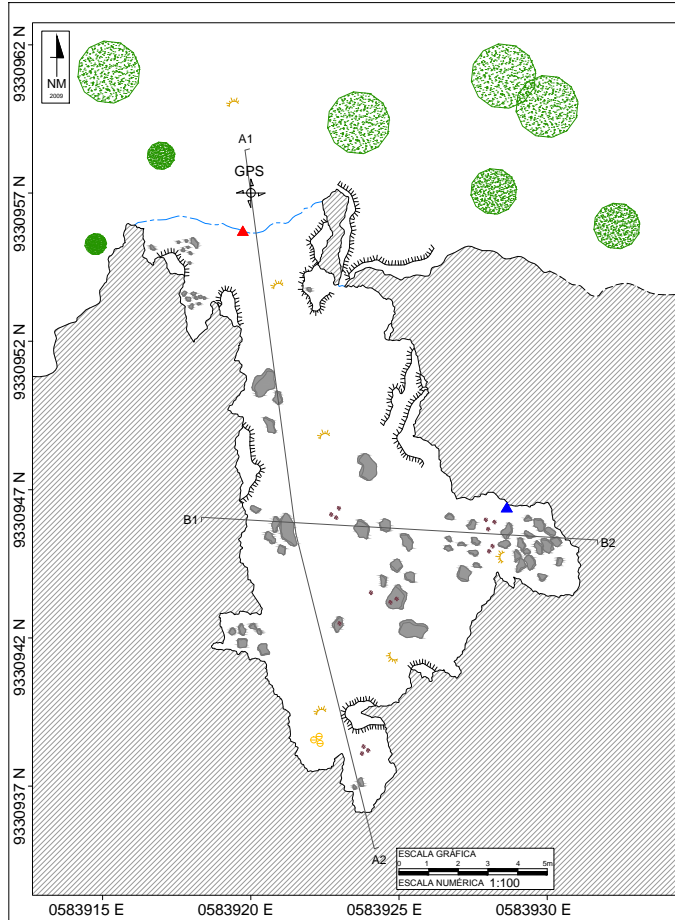 9330962 N
NM
2009
A1
GPS
9330957 N
9330952 N
9330947 N
B1
B2
9330942 N
9330937 N
A2
ESCALA GRÁFICA
0 1 2 3 4 5m
ESCALA NUMÉRICA 1:100
0583915 E 0583920 E 0583925 E 0583930 E